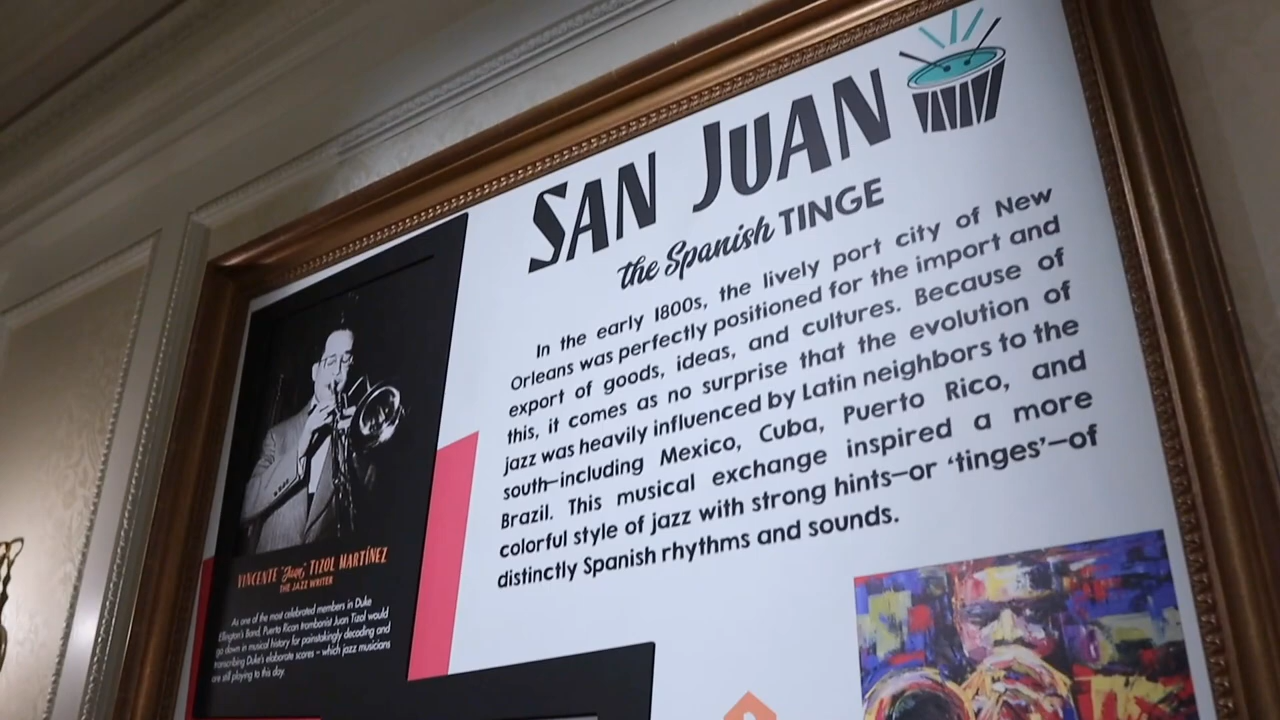 SAN JUAN
the Spanish TINGE
In the early 1800s, the lively port city of New
Orleans was perfectly positioned for the import and
export of goods, ideas, and cultures. Because of
this, it comes as no surprise that the evolution of
jazz was heavily influenced by Latin neighbors to the
south—including Mexico, Cuba, Puerto Rico, and
Brazil. This musical exchange inspired a more
colorful style of jazz with strong hints—or ‘tinges’—of
distinctly Spanish rhythms and sounds.
VINCENTE "Juan" TIZOL MARTÍNEZ
THE JAZZ WRITER
As one of the most celebrated members in Duke
Ellington's Band, Puerto Rican trombonist Juan Tizol would
go down in musical history for painstakingly decoding and
transcribing Duke's elaborate scores – which jazz musicians
are still playing to this day.